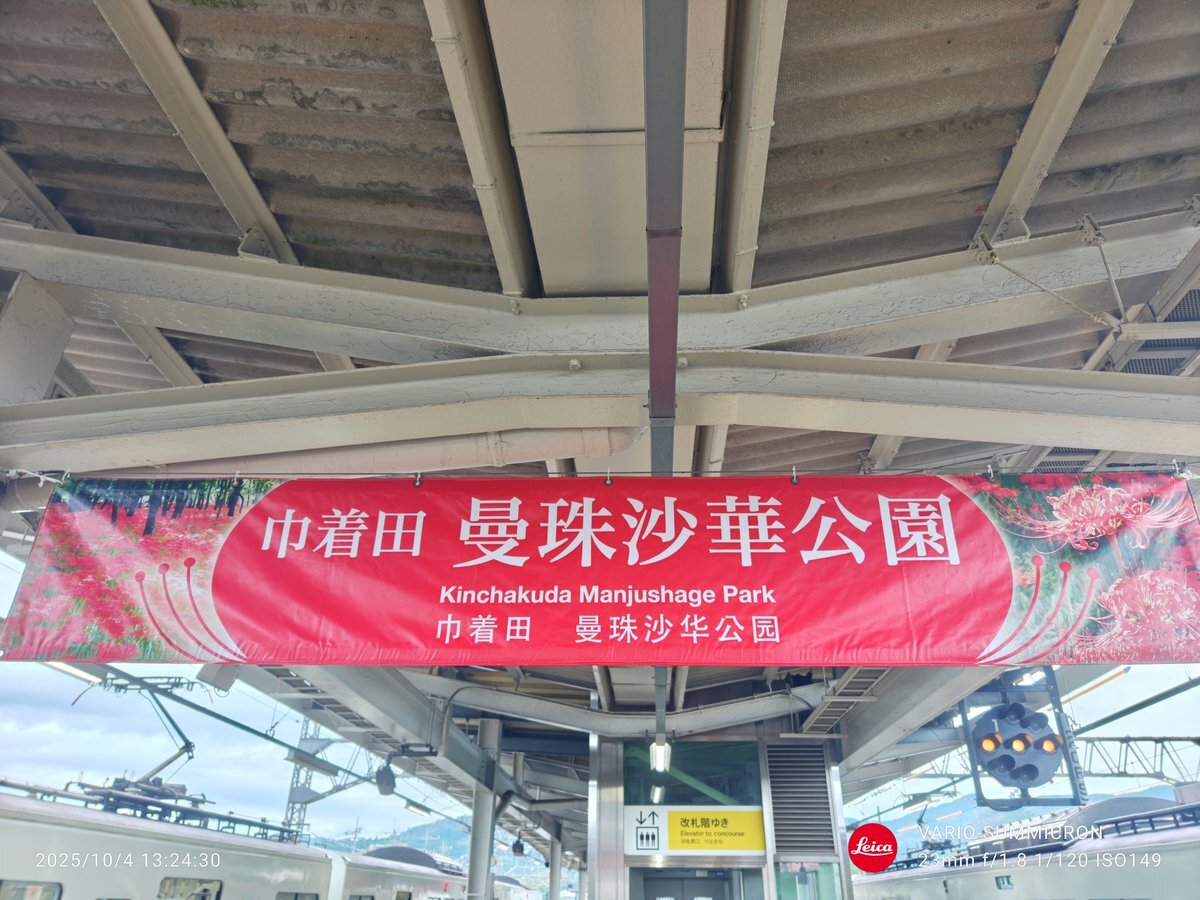 巾着田 曼珠沙華公園
Kinchakuda Manjushage Park
巾着田 曼珠沙华公园
改札階ゆき
Elevator to concourse
2025/10/4 13:24:30
Leica
VARIO-SUMMICRON
23mm f/1.8 1/120 ISO149